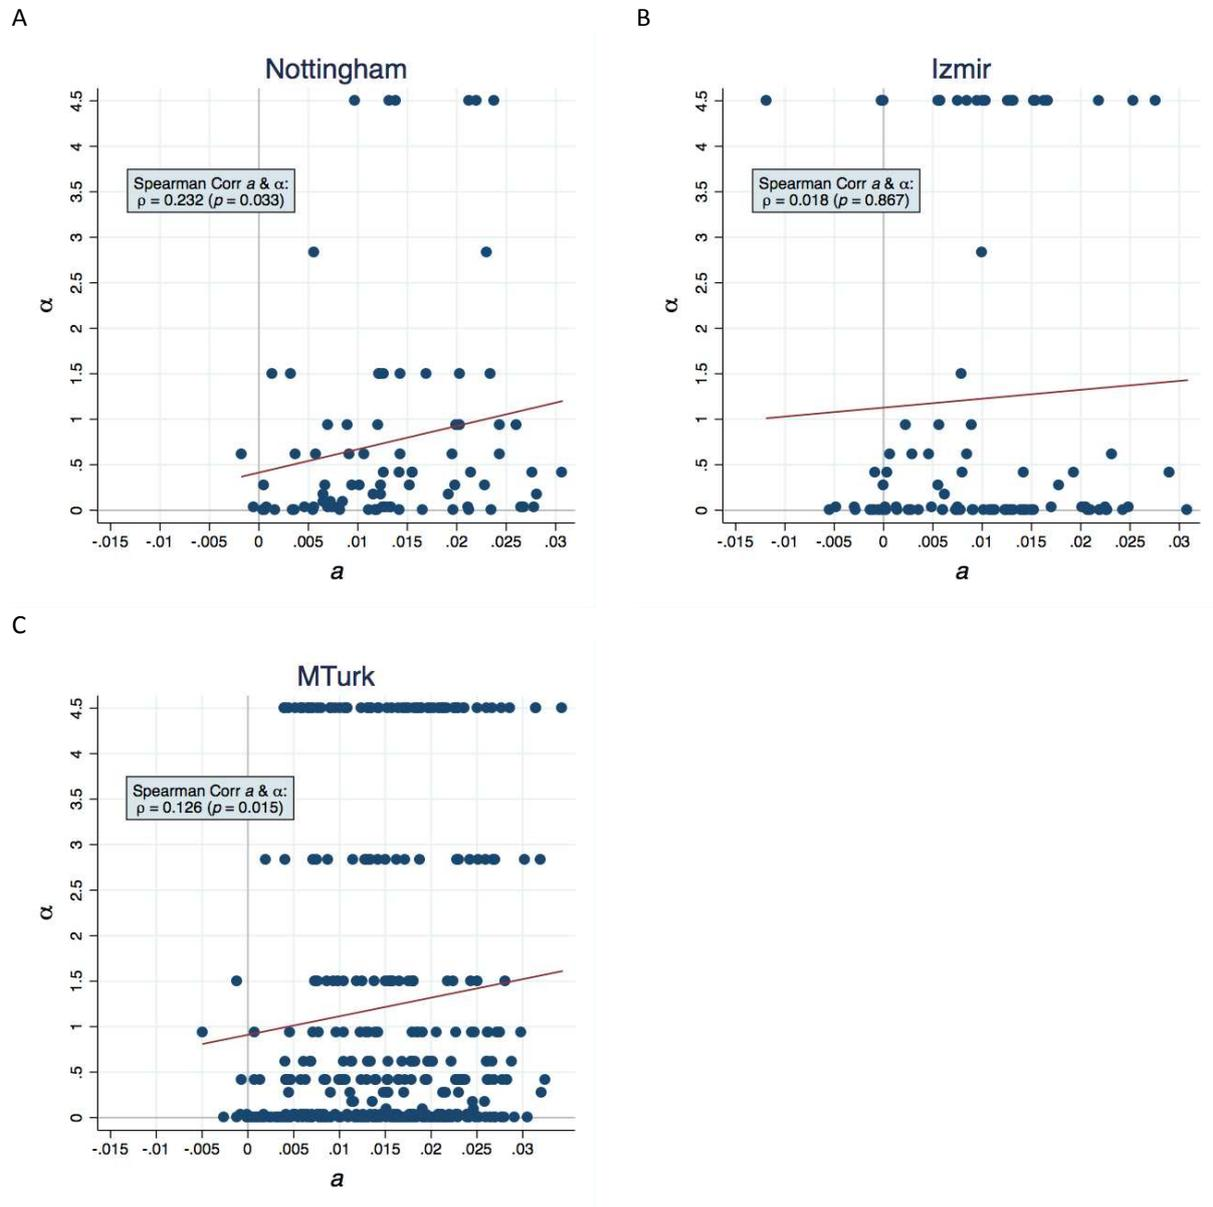 A
Nottingham
4.5
4
3.5
3
2.5
2
1.5
1
.5
0
α
Spearman Corr a & α:
ρ = 0.232 (p = 0.033)
-.015 -.01 -.005 0 .005 .01 .015 .02 .025 .03
a
B
Izmir
4.5
4
3.5
3
2.5
2
1.5
1
.5
0
α
Spearman Corr a & α:
ρ = 0.018 (p = 0.867)
-.015 -.01 -.005 0 .005 .01 .015 .02 .025 .03
a
C
MTurk
4.5
4
3.5
3
2.5
2
1.5
1
.5
0
α
Spearman Corr a & α:
ρ = 0.126 (p = 0.015)
-.015 -.01 -.005 0 .005 .01 .015 .02 .025 .03
a